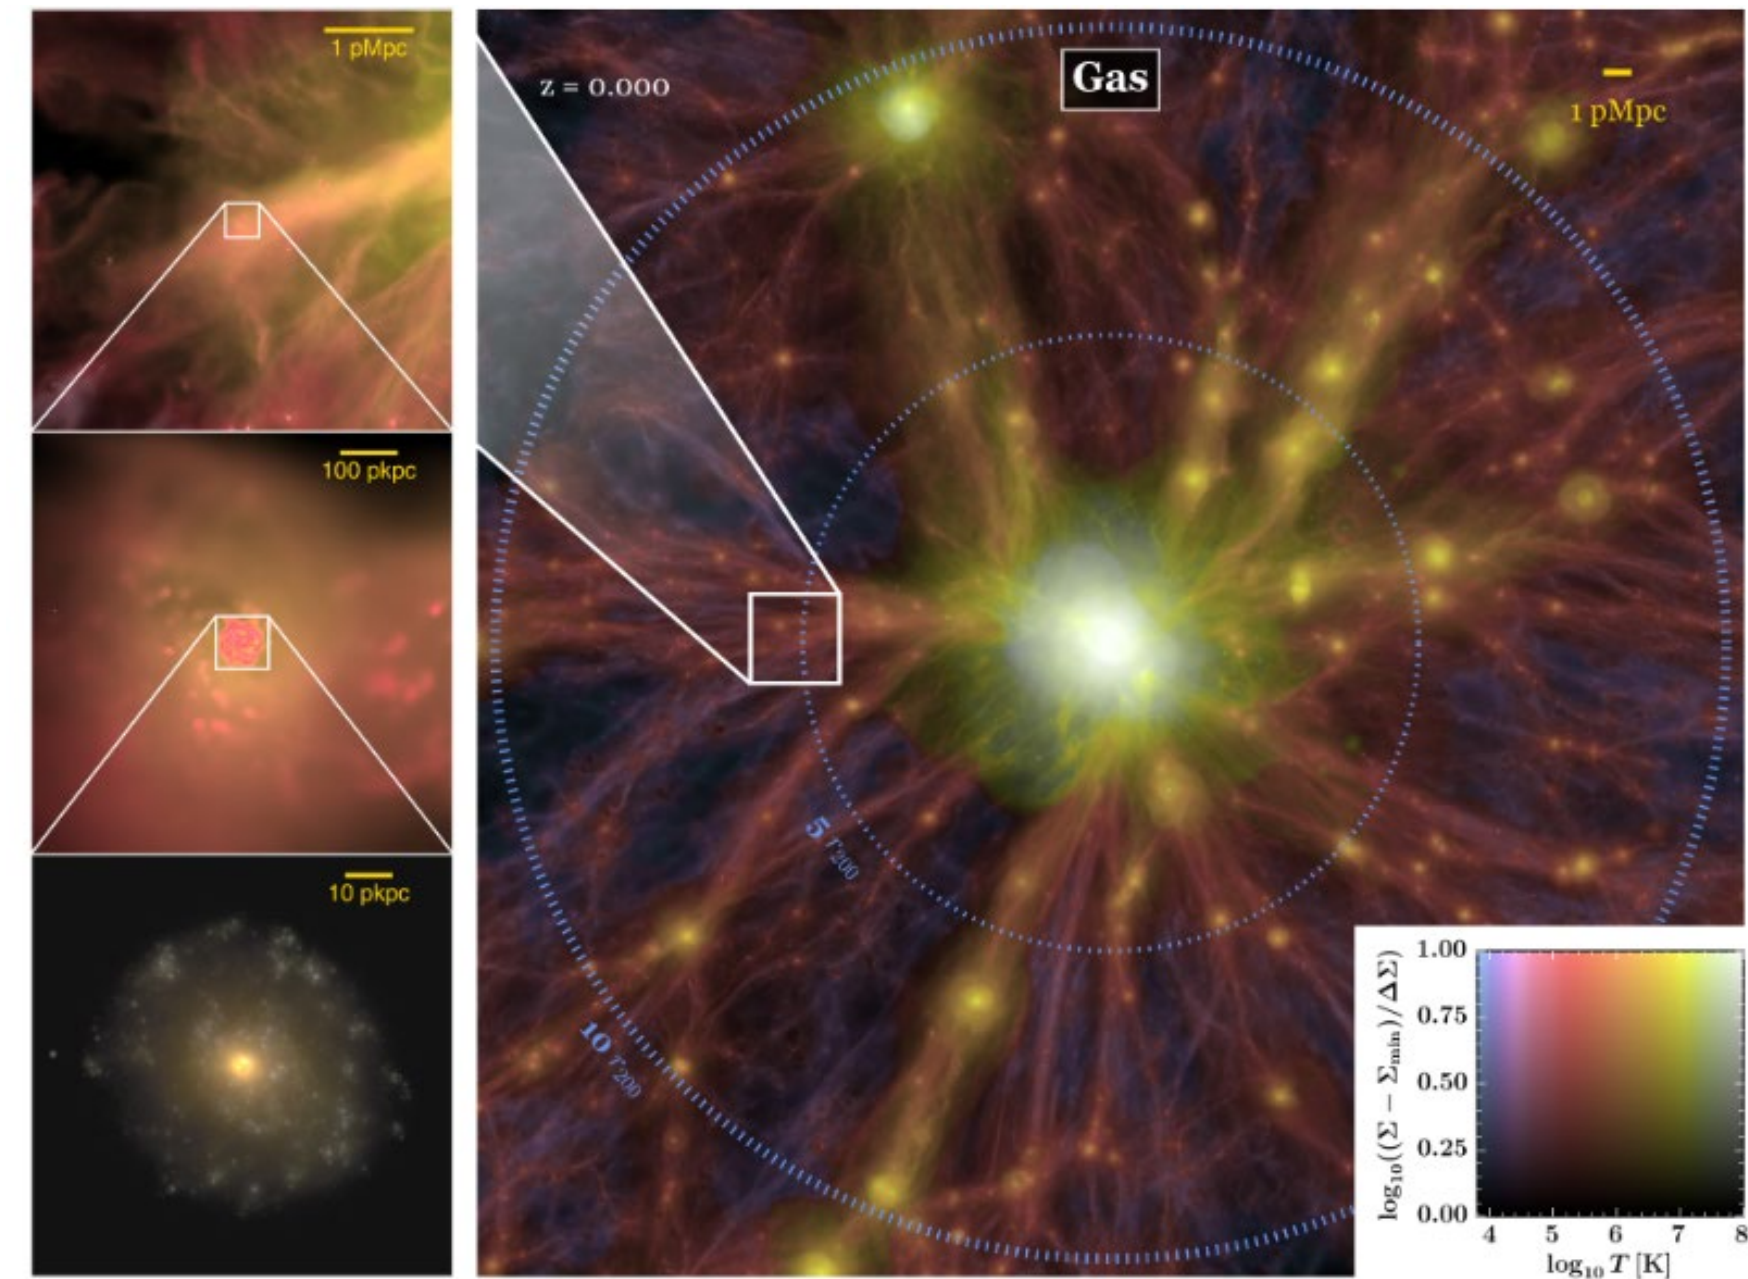 1 pMpc
100 pkpc
10 pkpc
z = 0.000
Gas
1 pMpc
5 r₂₀₀
10 r₂₀₀
log₁₀((Σ − Σₘᵢₙ)/ΔΣ)
1.00
0.75
0.50
0.25
0.00
4 5 6 7 8
log₁₀ T [K]